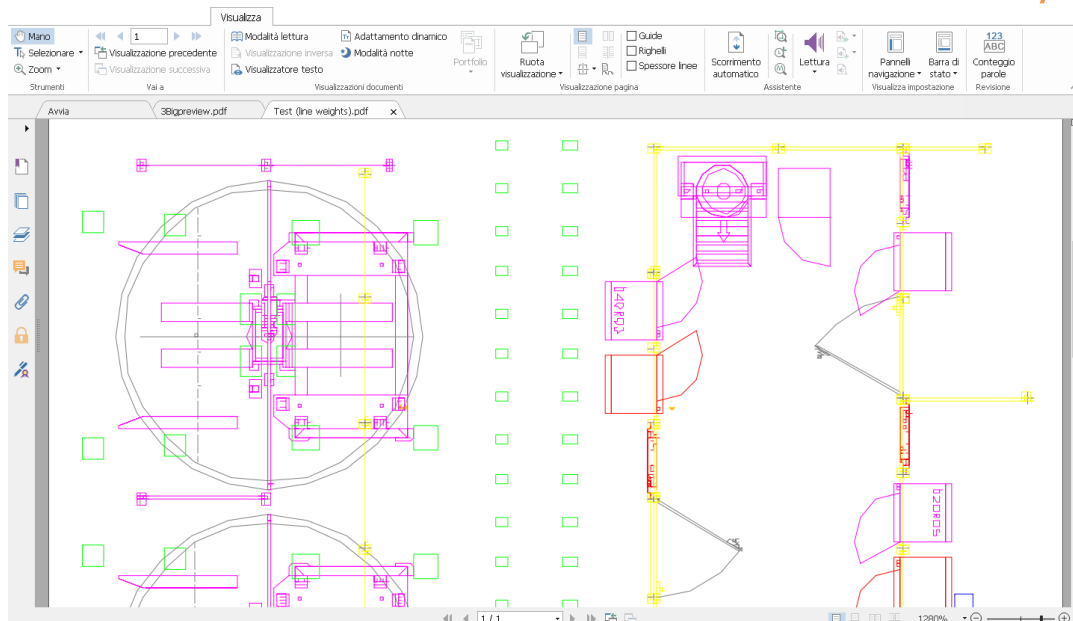 Visualizza
Mano
Selezionare
Zoom
Strumenti
1
Visualizzazione precedente
Visualizzazione successiva
Vai a
Modalità lettura
Visualizzazione inversa
Visualizzatore testo
Adattamento dinamico
Modalità notte
Visualizzazioni documenti
Portfolio
Ruota
visualizzazione
Guide
Righelli
Spessore linee
Visualizzazione pagina
Scorrimento
automatico
Lettura
Assistente
Pannelli
navigazione
Barra di
stato
Visualizza impostazione
123
ABC
Conteggio
parole
Revisione
Avvia
3Bigpreview.pdf
Test (line weights).pdf
1 / 1
1280%